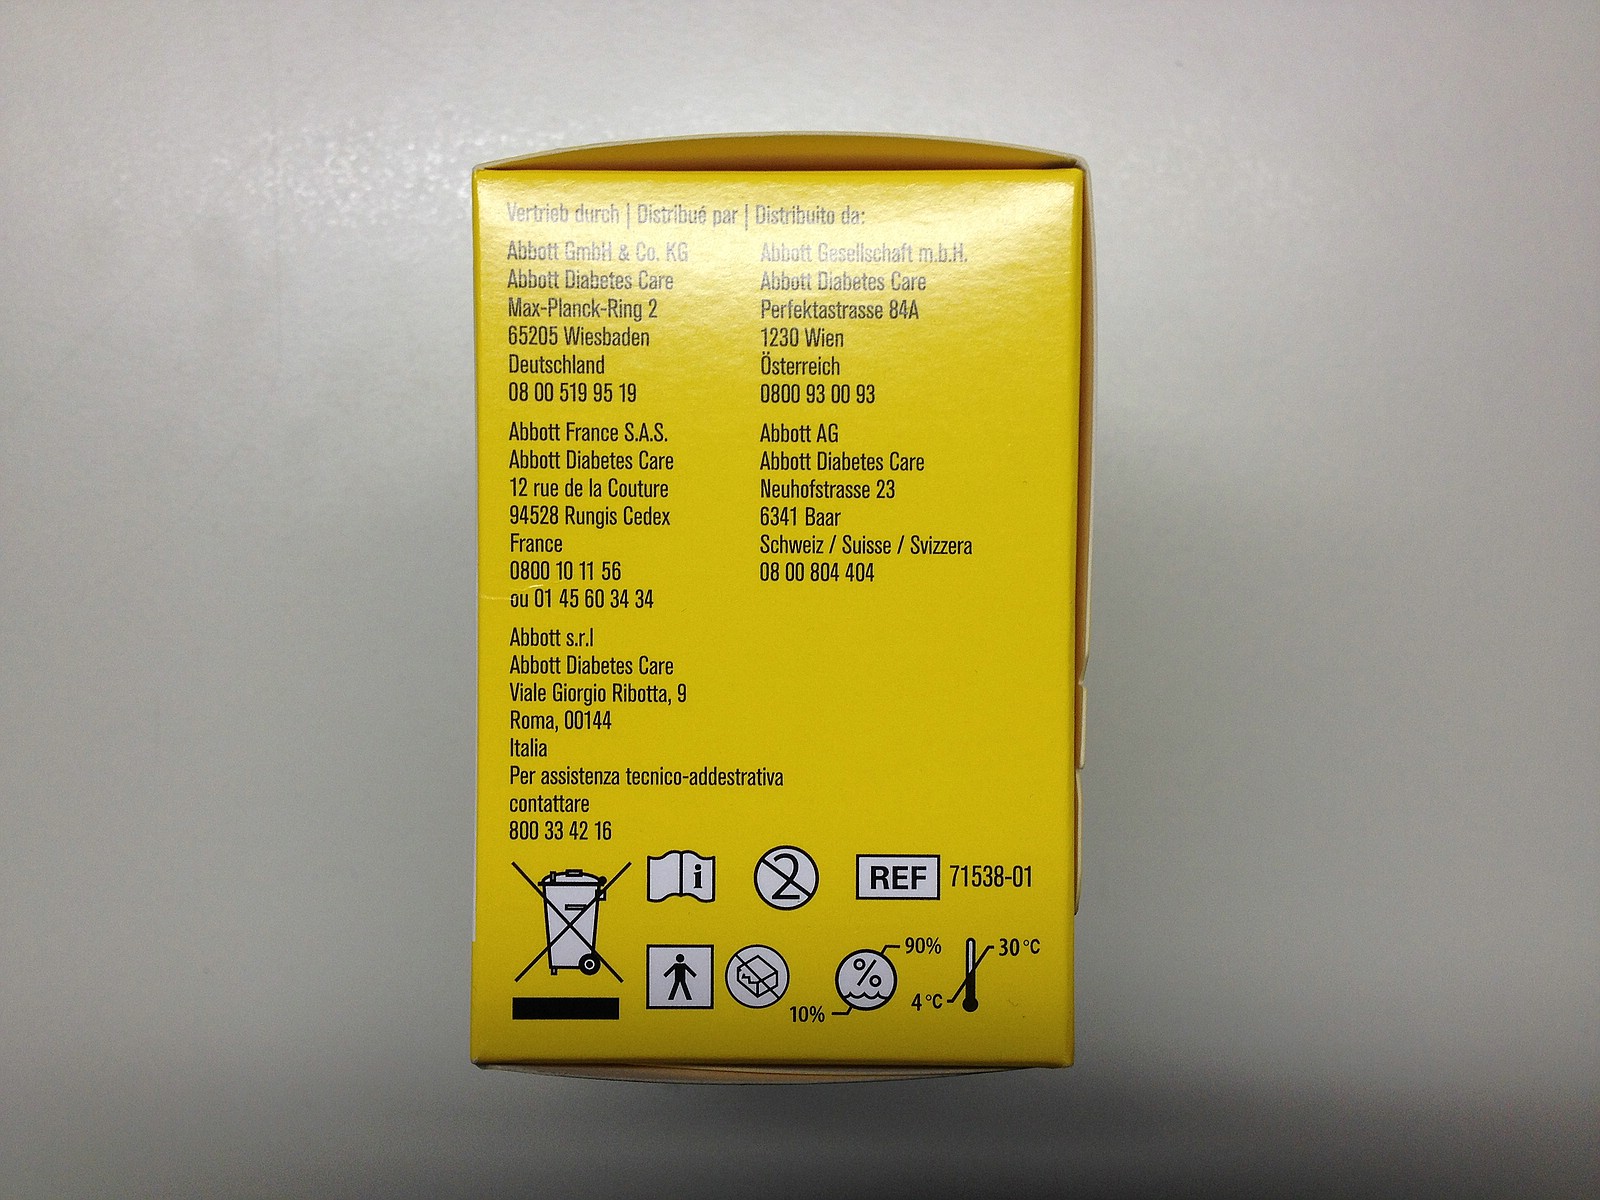 Vertrieb durch | Distribué par | Distribuito da:
Abbott GmbH & Co. KG
Abbott Diabetes Care
Max-Planck-Ring 2
65205 Wiesbaden
Deutschland
08 00 519 95 19
Abbott Gesellschaft m.b.H.
Abbott Diabetes Care
Perfektastrasse 84A
1230 Wien
Österreich
0800 93 00 93
Abbott France S.A.S.
Abbott Diabetes Care
12 rue de la Couture
94528 Rungis Cedex
France
0800 10 11 56
ou 01 45 60 34 34
Abbott AG
Abbott Diabetes Care
Neuhofstrasse 23
6341 Baar
Schweiz / Suisse / Svizzera
08 00 804 404
Abbott s.r.l
Abbott Diabetes Care
Viale Giorgio Ribotta, 9
Roma, 00144
Italia
Per assistenza tecnico-addestrativa
contattare
800 33 42 16
i
2
REF 71538-01
%
90%
10%
30°C
4°C